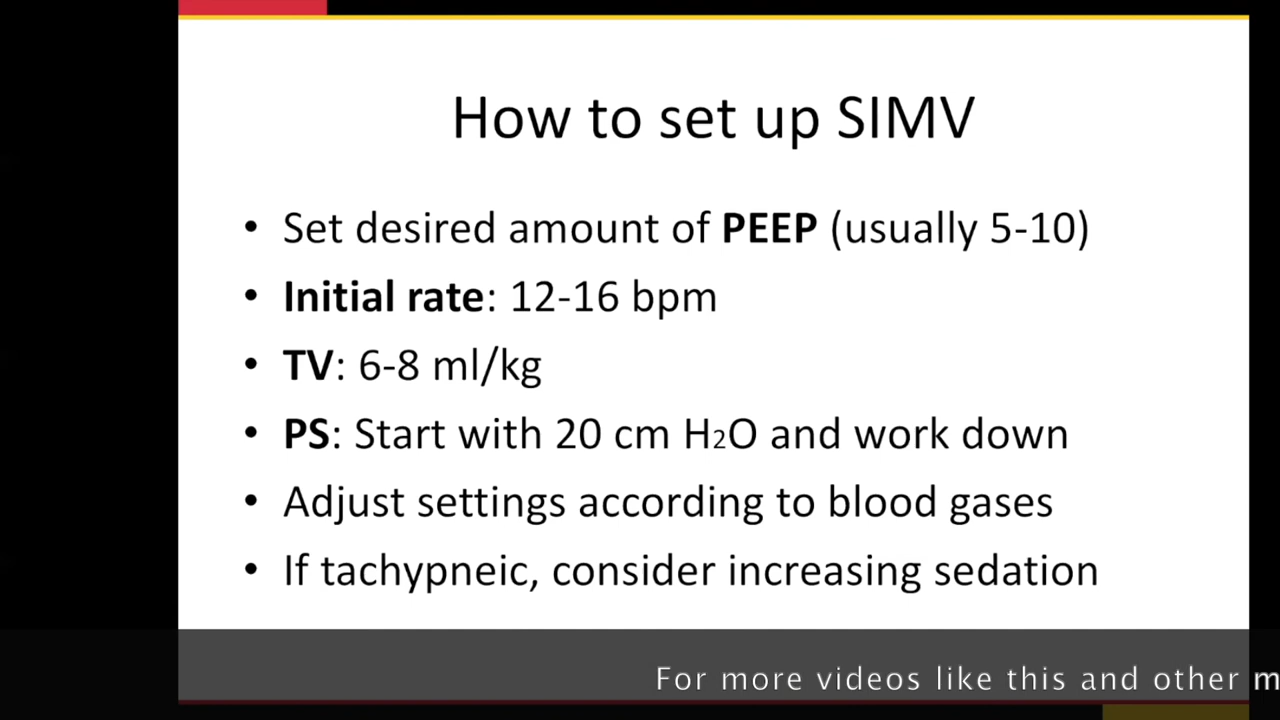 How to set up SIMV
• Set desired amount of PEEP (usually 5-10)
• Initial rate: 12-16 bpm
• TV: 6-8 ml/kg
• PS: Start with 20 cm H2O and work down
• Adjust settings according to blood gases
• If tachypneic, consider increasing sedation
For more videos like this and other m